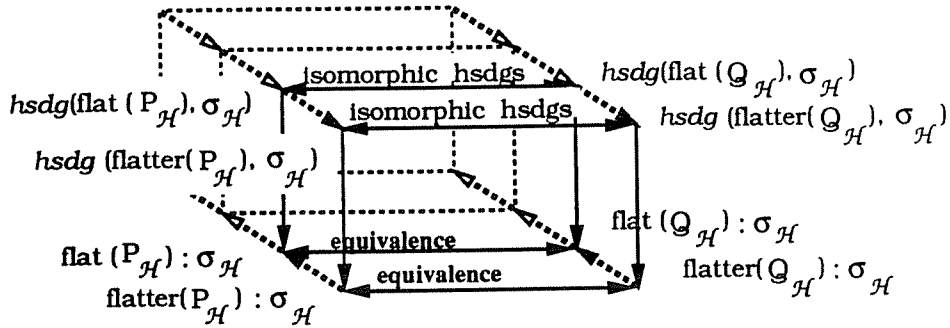 isomorphic hsdgs
hsdg(flat (Q_ℋ), σ_ℋ)
hsdg(flat (P_ℋ), σ_ℋ)
isomorphic hsdgs
hsdg (flatter(Q_ℋ), σ_ℋ)
hsdg (flatter(P_ℋ), σ_ℋ)
flat (Q_ℋ) : σ_ℋ
equivalence
flat (P_ℋ) : σ_ℋ
equivalence
flatter(Q_ℋ) : σ_ℋ
flatter(P_ℋ) : σ_ℋ